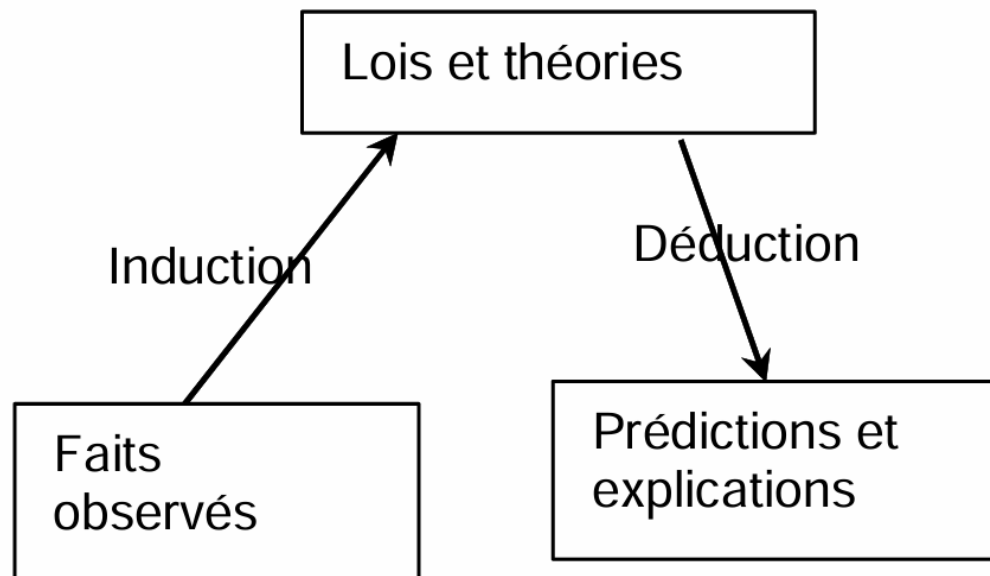 Lois et théories
Induction
Déduction
Faits
observés
Prédictions et
explications